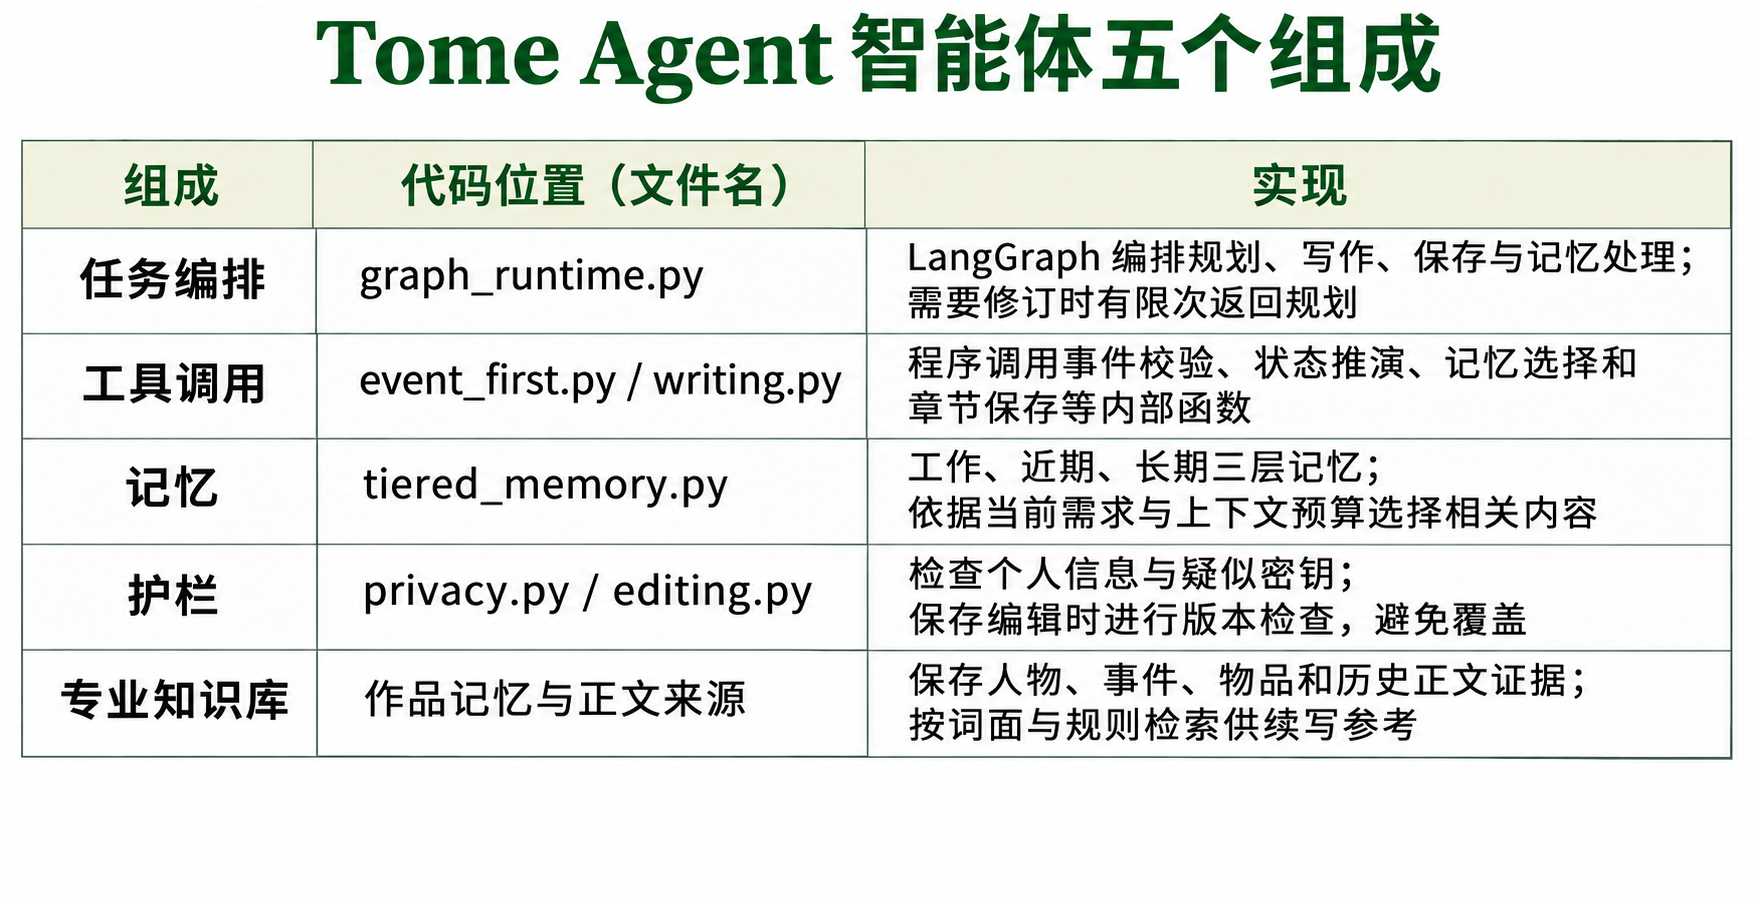 Tome Agent 智能体五个组成
组成
代码位置（文件名）
实现
任务编排
graph_runtime.py
LangGraph 编排规划、写作、保存与记忆处理；
需要修订时有限次返回规划
工具调用
event_first.py / writing.py
程序调用事件校验、状态推演、记忆选择和
章节保存等内部函数
记忆
tiered_memory.py
工作、近期、长期三层记忆；
依据当前需求与上下文预算选择相关内容
护栏
privacy.py / editing.py
检查个人信息与疑似密钥；
保存编辑时进行版本检查，避免覆盖
专业知识库
作品记忆与正文来源
保存人物、事件、物品和历史正文证据；
按词面与规则检索供续写参考